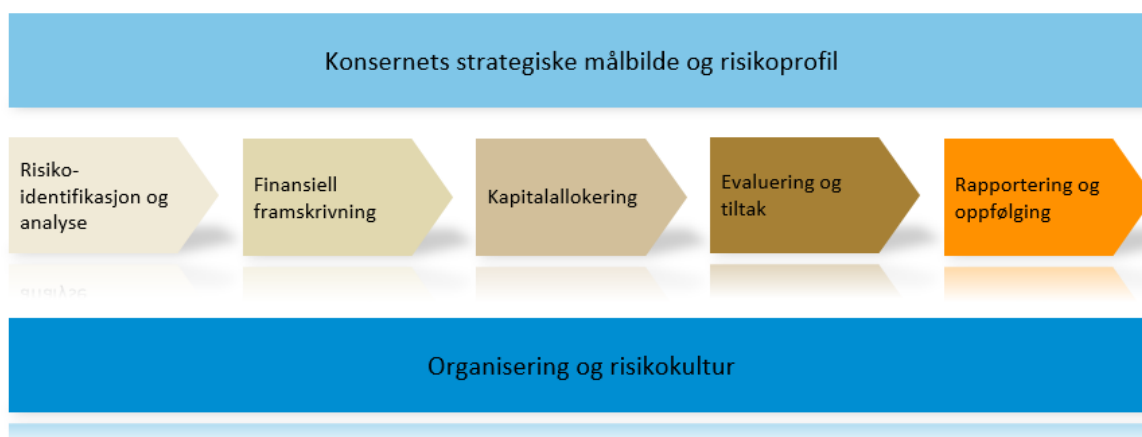 Konsernets strategiske målbilde og risikoprofil
Risiko-
identifikasjon og
analyse
Finansiell
framskrivning
Kapitalallokering
Evaluering og
tiltak
Rapportering og
oppfølging
Organisering og risikokultur